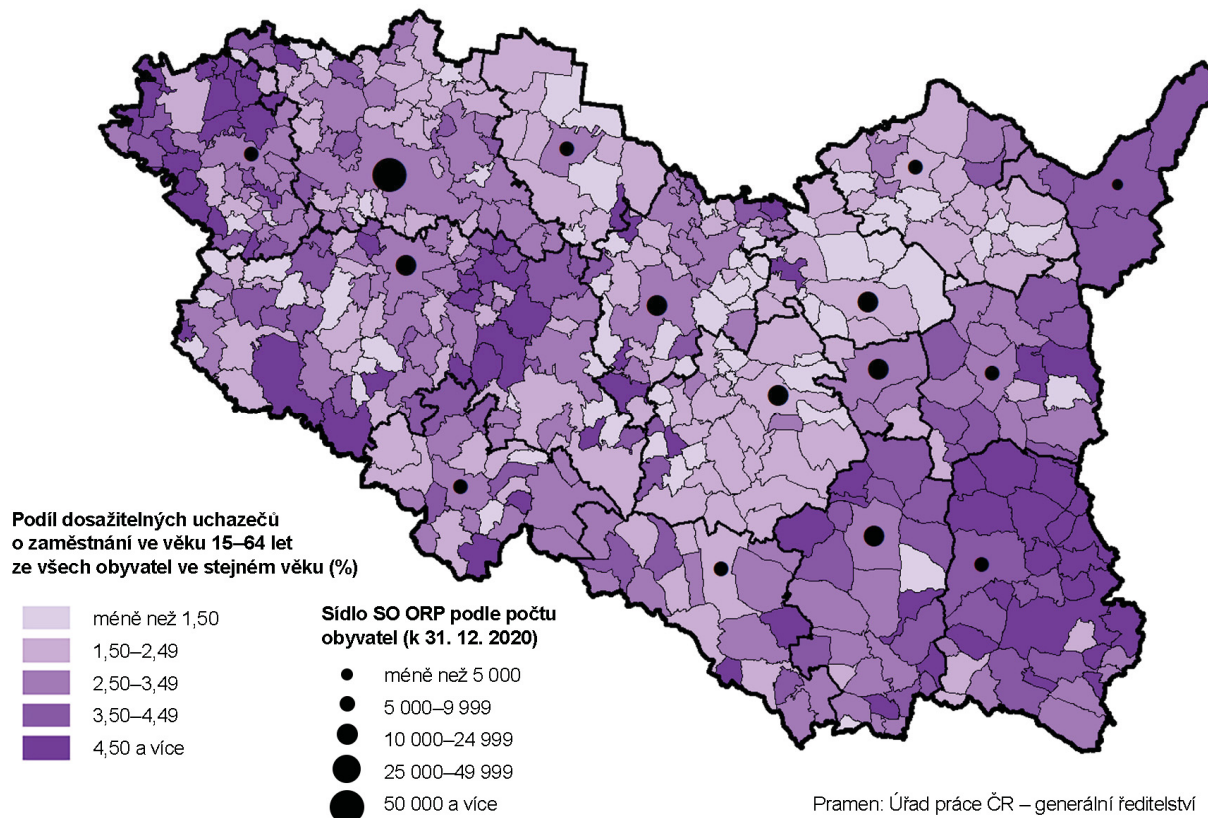 Podíl dosažitelných uchazečů
o zaměstnání ve věku 15–64 let
ze všech obyvatel ve stejném věku (%)
méně než 1,50
1,50–2,49
2,50–3,49
3,50–4,49
4,50 a více
Sídlo SO ORP podle počtu
obyvatel (k 31. 12. 2020)
méně než 5 000
5 000–9 999
10 000–24 999
25 000–49 999
50 000 a více
Pramen: Úřad práce ČR – generální ředitelství